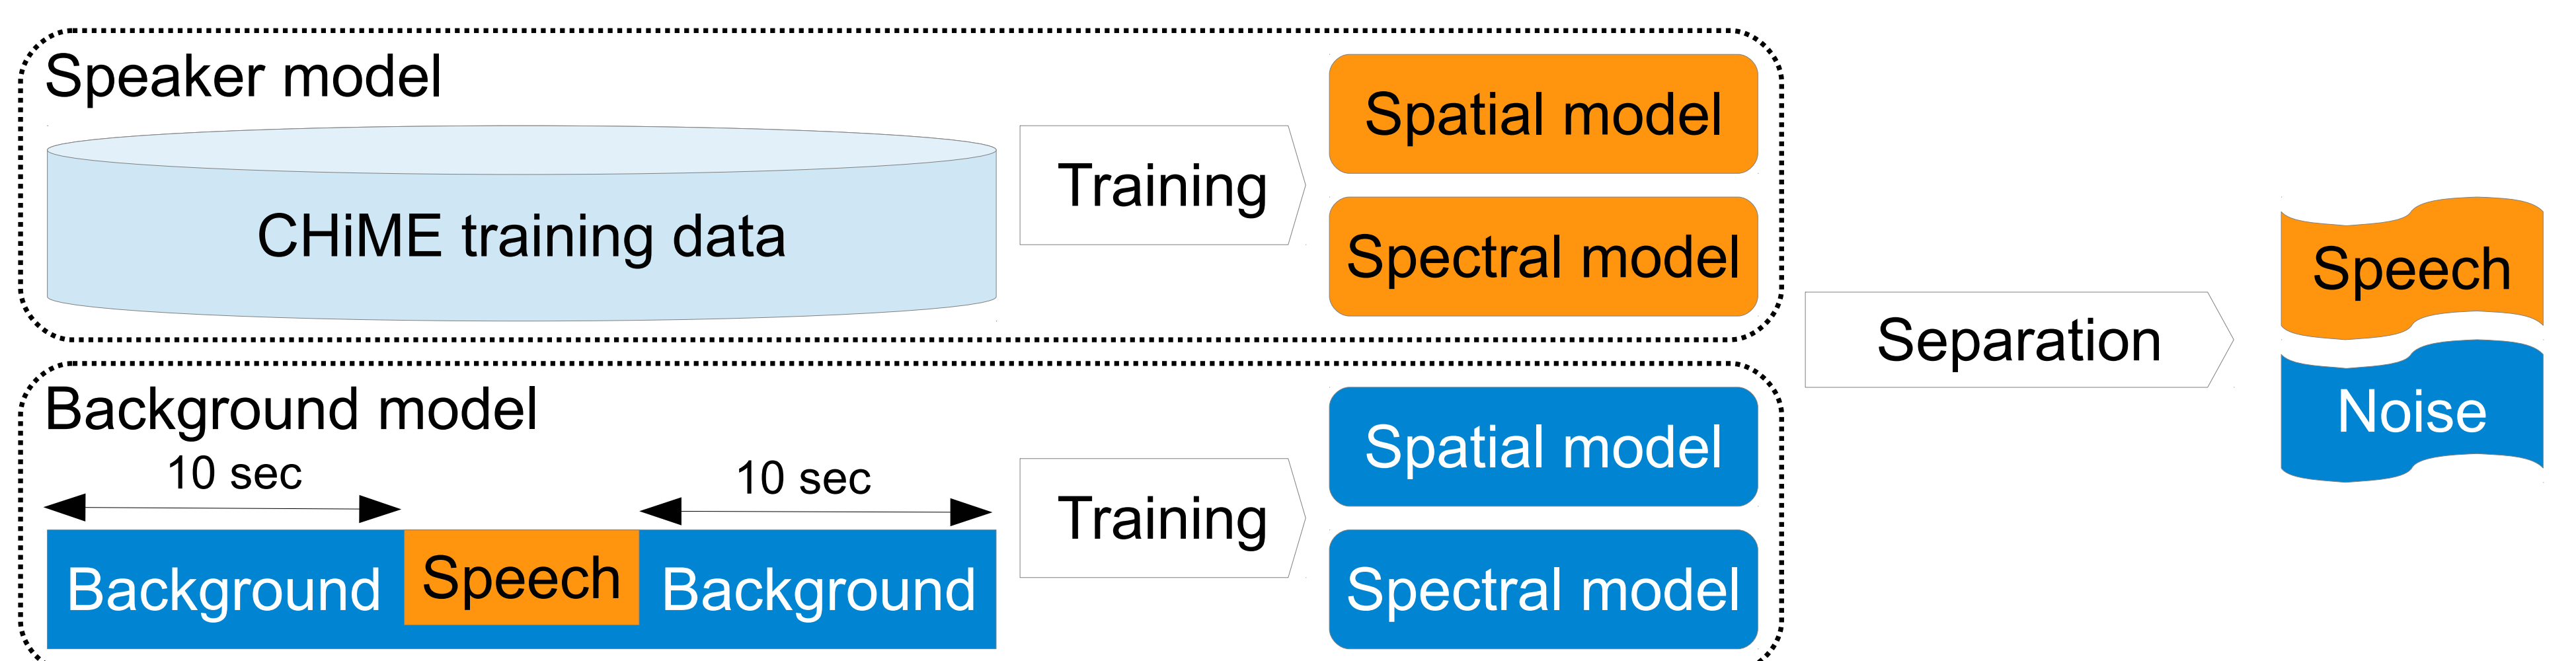 Speaker model
CHiME training data
Training
Spatial model
Spectral model
Background model
10 sec
10 sec
Background
Speech
Background
Training
Spatial model
Spectral model
Separation
Speech
Noise